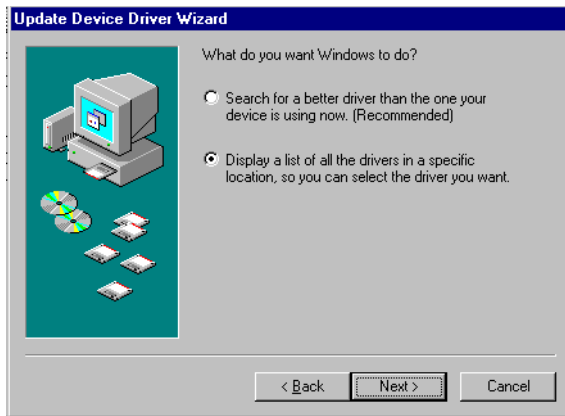 Update Device Driver Wizard
What do you want Windows to do?
Search for a better driver than the one your
device is using now. (Recommended)
Display a list of all the drivers in a specific
location, so you can select the driver you want.
< Back
Next >
Cancel